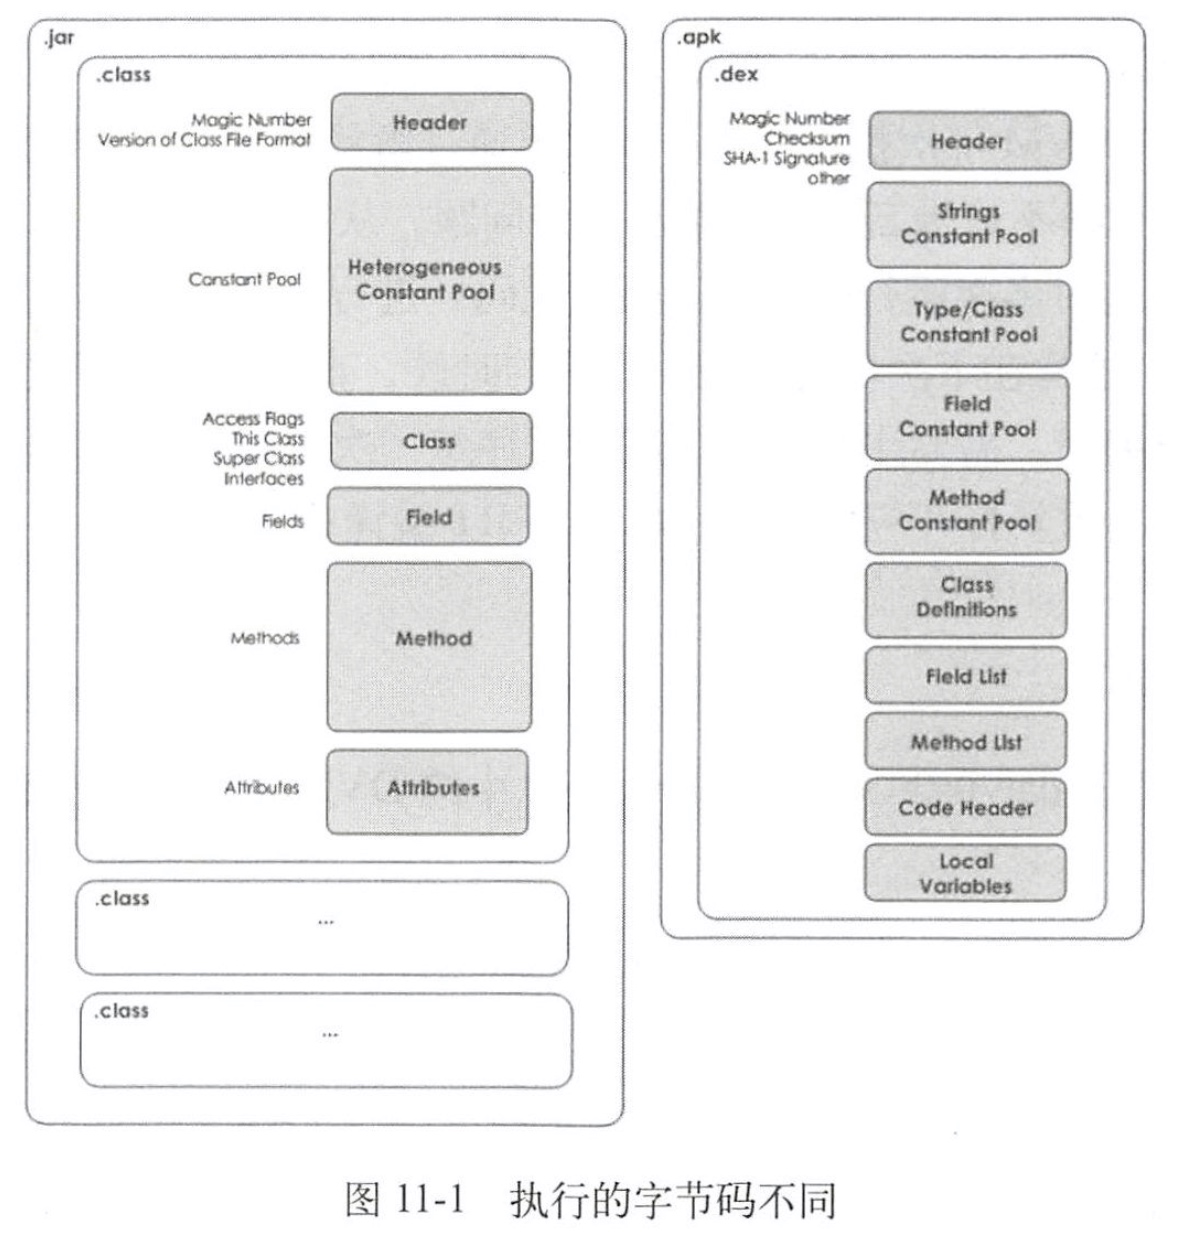 .jar
.class
Magic Number
Version of Class File Format
Header
Constant Pool
Heterogeneous
Constant Pool
Access Flags
This Class
Super Class
Interfaces
Class
Fields
Field
Methods
Method
Attributes
Attributes
.class
...
.class
...
.apk
.dex
Magic Number
Checksum
SHA-1 Signature
other
Header
Strings
Constant Pool
Type/Class
Constant Pool
Field
Constant Pool
Method
Constant Pool
Class
Definitions
Field List
Method List
Code Header
Local
Variables
图 11-1 执行的字节码不同